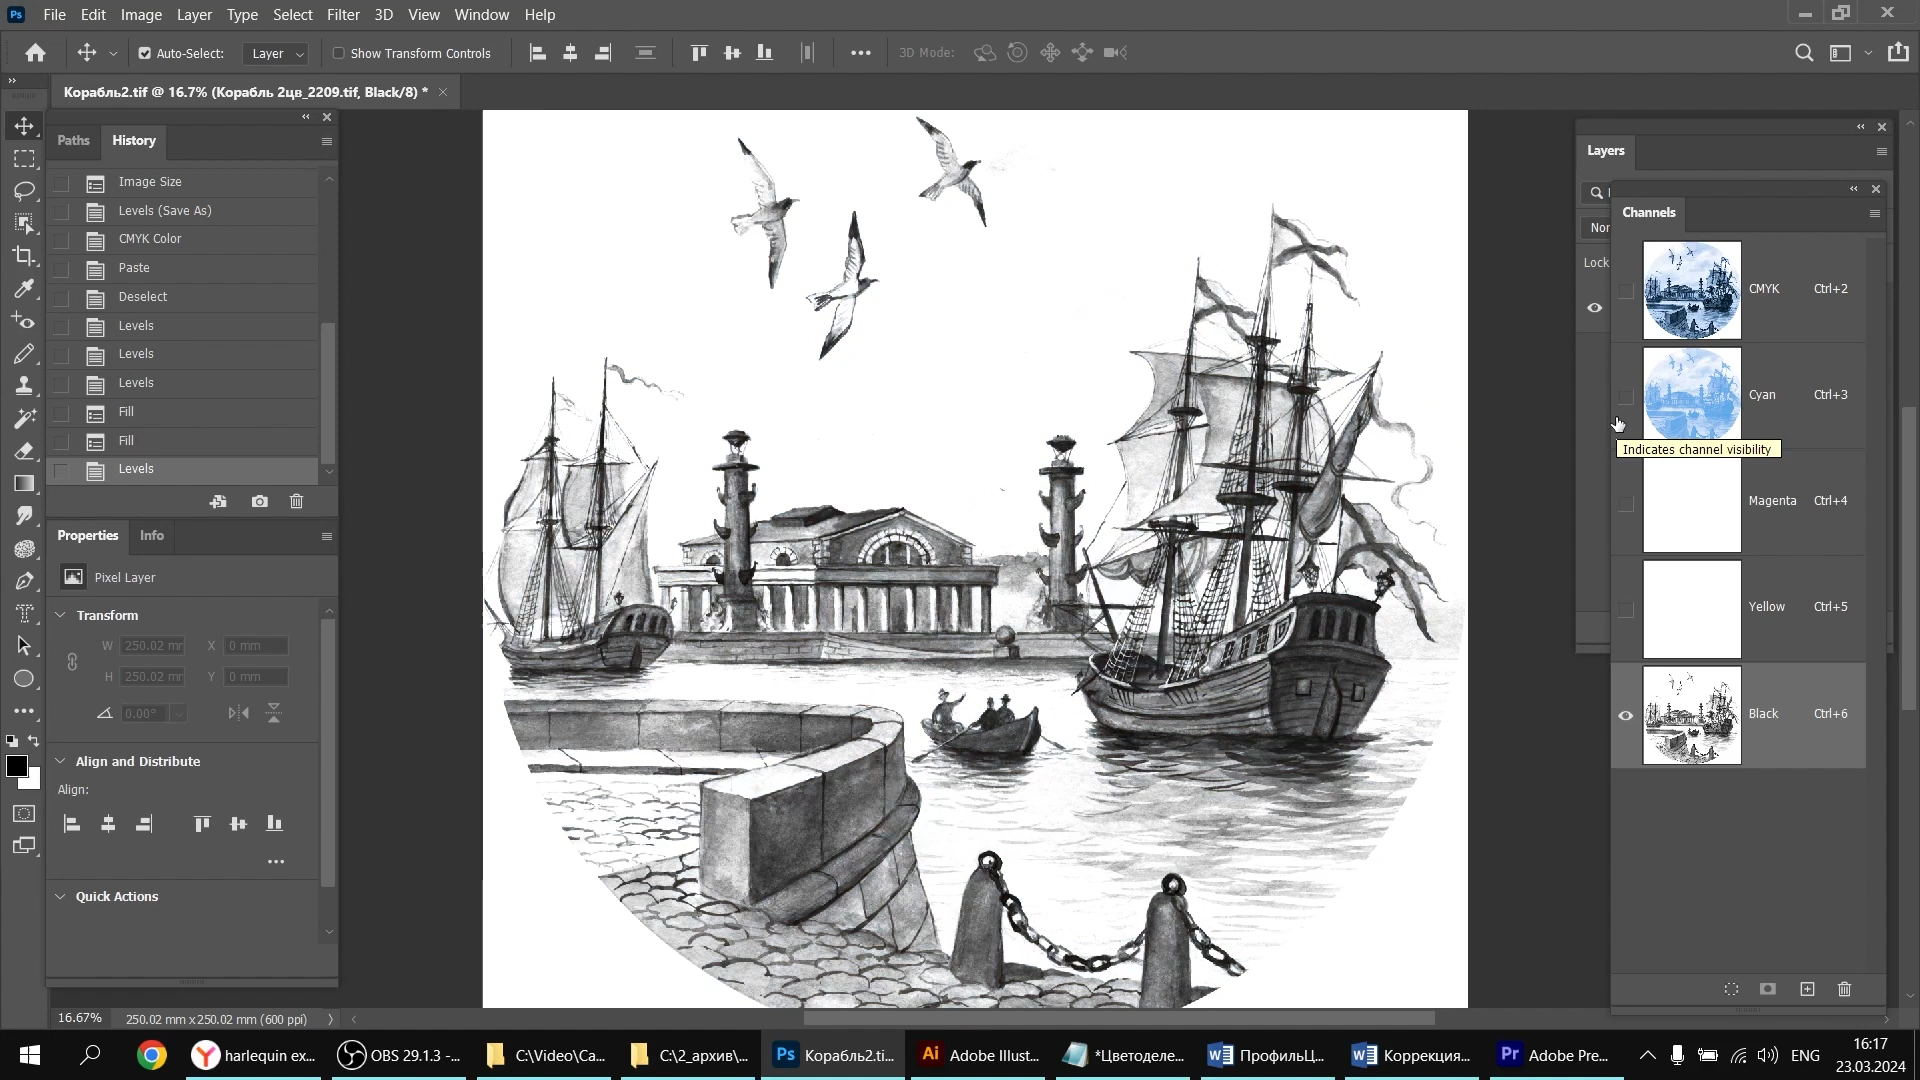 Ps File Edit Image Layer Type Select Filter 3D View Window Help
Auto-Select: Layer Show Transform Controls 3D Mode:
Корабль2.tif @ 16.7% (Корабль 2цв_2209.tif, Black/8) *
Paths History
Image Size
Levels (Save As)
CMYK Color
Paste
Deselect
Levels
Levels
Levels
Fill
Fill
Levels
Properties Info
Pixel Layer
Transform
W 250.02 mr X 0 mm
H 250.02 mr Y 0 mm
0.00°
Align and Distribute
Align:
Quick Actions
Layers
Nor
Lock
Channels
CMYK Ctrl+2
Cyan Ctrl+3
Indicates channel visibility
Magenta Ctrl+4
Yellow Ctrl+5
Black Ctrl+6
16.67% 250.02 mm x 250.02 mm (600 ppi)
harlequin ex... OBS 29.1.3 -... C:\Video\Ca... C:\2_архив\... Ps Корабль2.ti... Ai Adobe Illust... *Цветоделе... ПрофильЦ... Коррекция... Pr Adobe Pre... ENG
16:17
23.03.2024